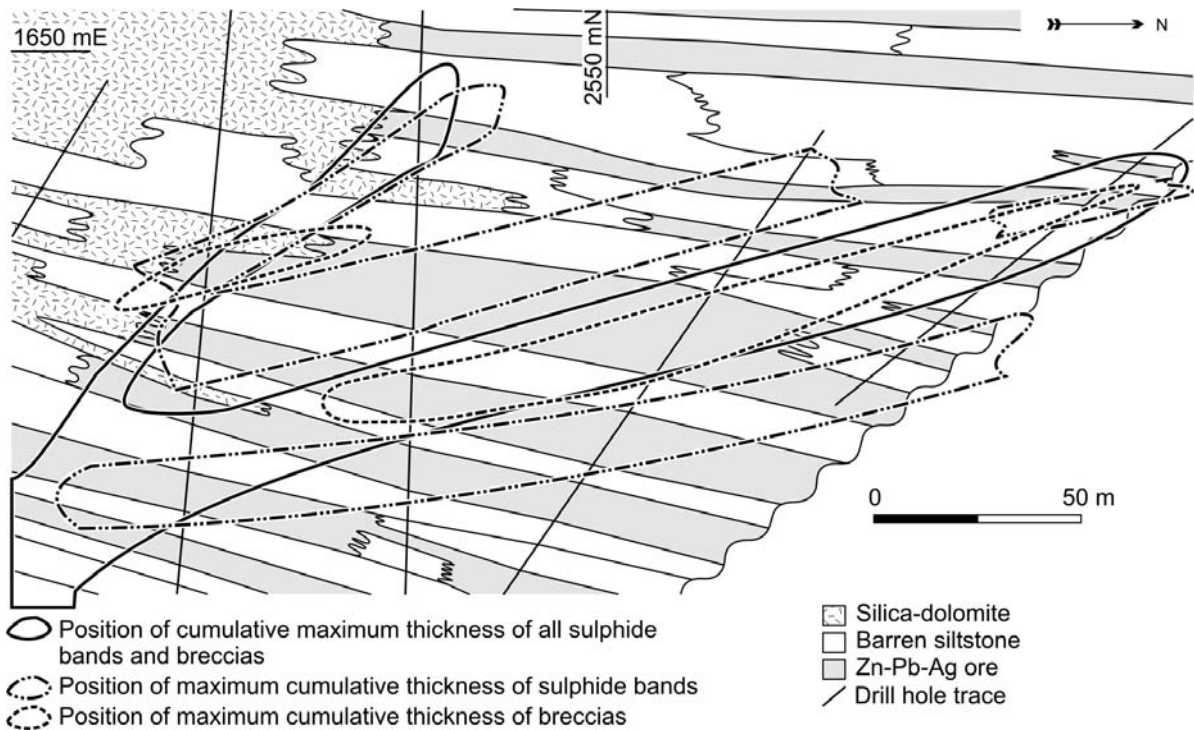 1650 mE
2550 mN
N
0 50 m
Position of cumulative maximum thickness of all sulphide
bands and breccias
Position of maximum cumulative thickness of sulphide bands
Position of maximum cumulative thickness of breccias
Silica-dolomite
Barren siltstone
Zn-Pb-Ag ore
Drill hole trace